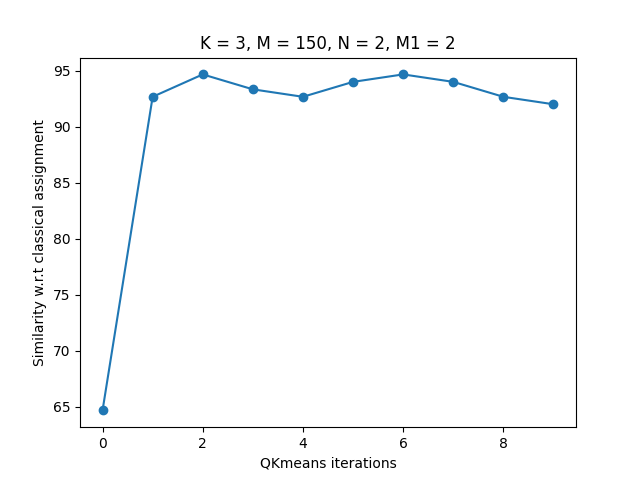 K = 3, M = 150, N = 2, M1 = 2
Similarity w.r.t classical assignment
95
90
85
80
75
70
65
0 2 4 6 8
QKmeans iterations